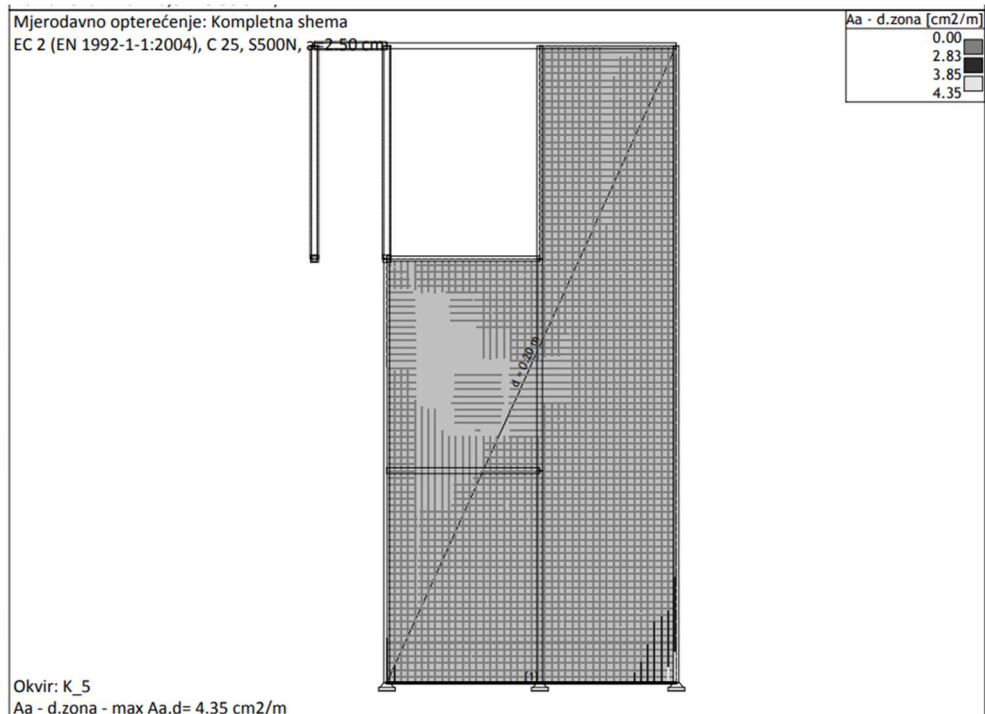 Mjerodavno opterećenje: Kompletna shema
EC 2 (EN 1992-1-1:2004), C 25, S500N, a=2.50 cm
Aa - d.zona [cm2/m]
0.00
2.83
3.85
4.35
d = 0.20 m
Okvir: K_5
Aa - d.zona - max Aa,d= 4.35 cm2/m